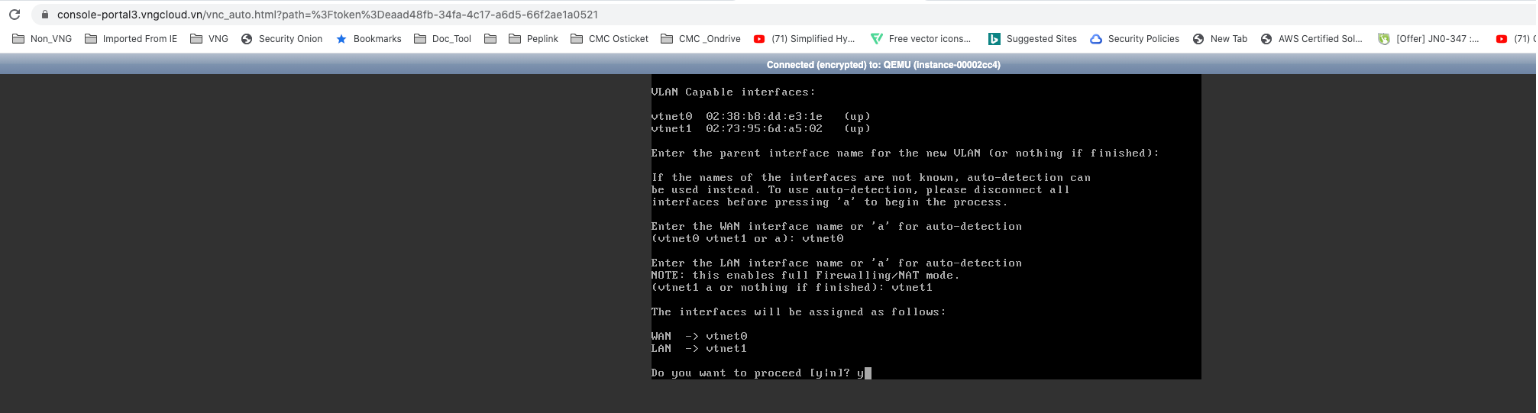 console-portal3.vngcloud.vn/vnc_auto.html?path=%3Ftoken%3Deaad48fb-34fa-4c17-a6d5-66f2ae1a0521
Non_VNG Imported From IE VNG Security Onion Bookmarks Doc_Tool Peplink CMC Osticket CMC _Ondrive (71) Simplified Hy... Free vector icons... Suggested Sites Security Policies New Tab AWS Certified Sol... [Offer] JN0-347 :... (71)
Connected (encrypted) to: QEMU (instance-00002cc4)
VLAN Capable interfaces:
vtnet0 02:38:b8:dd:e3:1e (up)
vtnet1 02:73:95:6d:a5:02 (up)
Enter the parent interface name for the new VLAN (or nothing if finished):
If the names of the interfaces are not known, auto-detection can
be used instead. To use auto-detection, please disconnect all
interfaces before pressing 'a' to begin the process.
Enter the WAN interface name or 'a' for auto-detection
(vtnet0 vtnet1 or a): vtnet0
Enter the LAN interface name or 'a' for auto-detection
NOTE: this enables full Firewalling/NAT mode.
(vtnet1 a or nothing if finished): vtnet1
The interfaces will be assigned as follows:
WAN -> vtnet0
LAN -> vtnet1
Do you want to proceed [y|n]? y